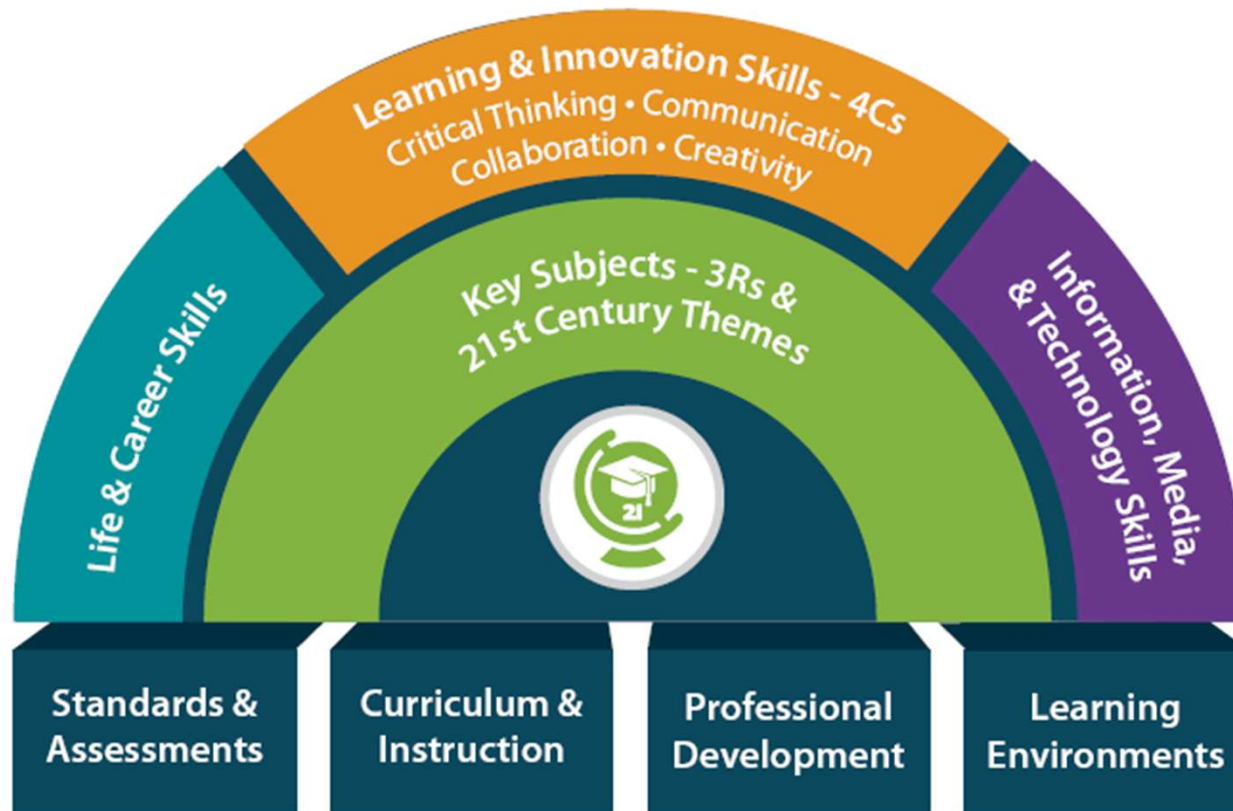 Learning & Innovation Skills - 4Cs
Critical Thinking • Communication
Collaboration • Creativity
Life & Career Skills
Key Subjects - 3Rs &
21st Century Themes
Information, Media,
& Technology Skills
21
Standards &
Assessments
Curriculum &
Instruction
Professional
Development
Learning
Environments